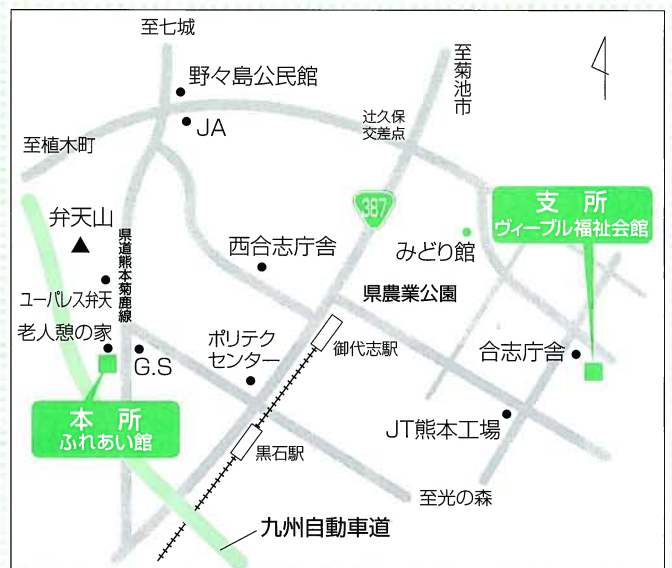 至七城
野々島公民館
JA
至菊池市
辻久保
交差点
至植木町
387
支 所
ヴィーブル福祉会館
弁天山
県道熊本菊鹿線
西合志庁舎
みどり館
ユーパレス弁天
県農業公園
老人憩の家
G.S
ポリテク
センター
御代志駅
合志庁舎
本 所
ふれあい館
JT熊本工場
黒石駅
至光の森
九州自動車道